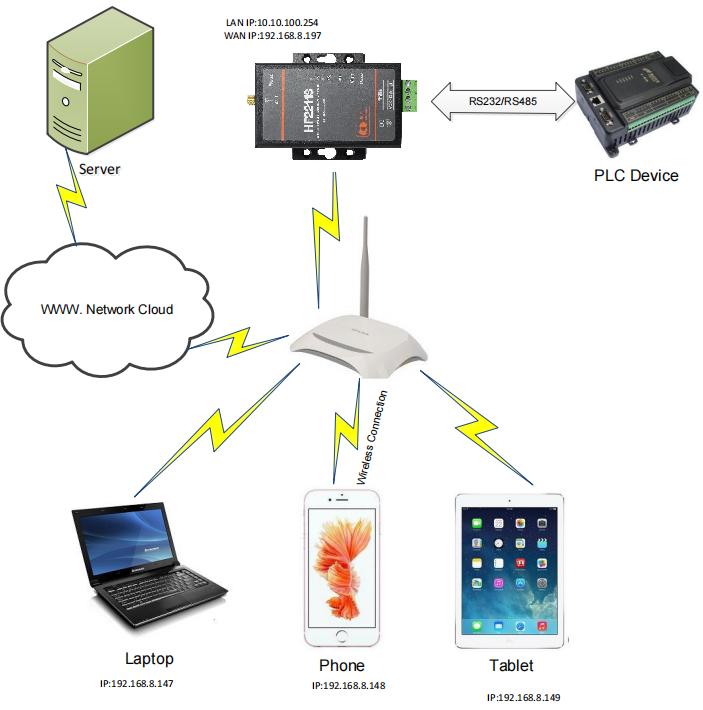 LAN IP:10.10.100.254
WAN IP:192.168.8.197
HF2211S
RS232/RS485
Server
PLC Device
WWW. Network Cloud
Wireless Connection
Laptop
Phone
Tablet
IP:192.168.8.147
IP:192.168.8.148
IP:192.168.8.149